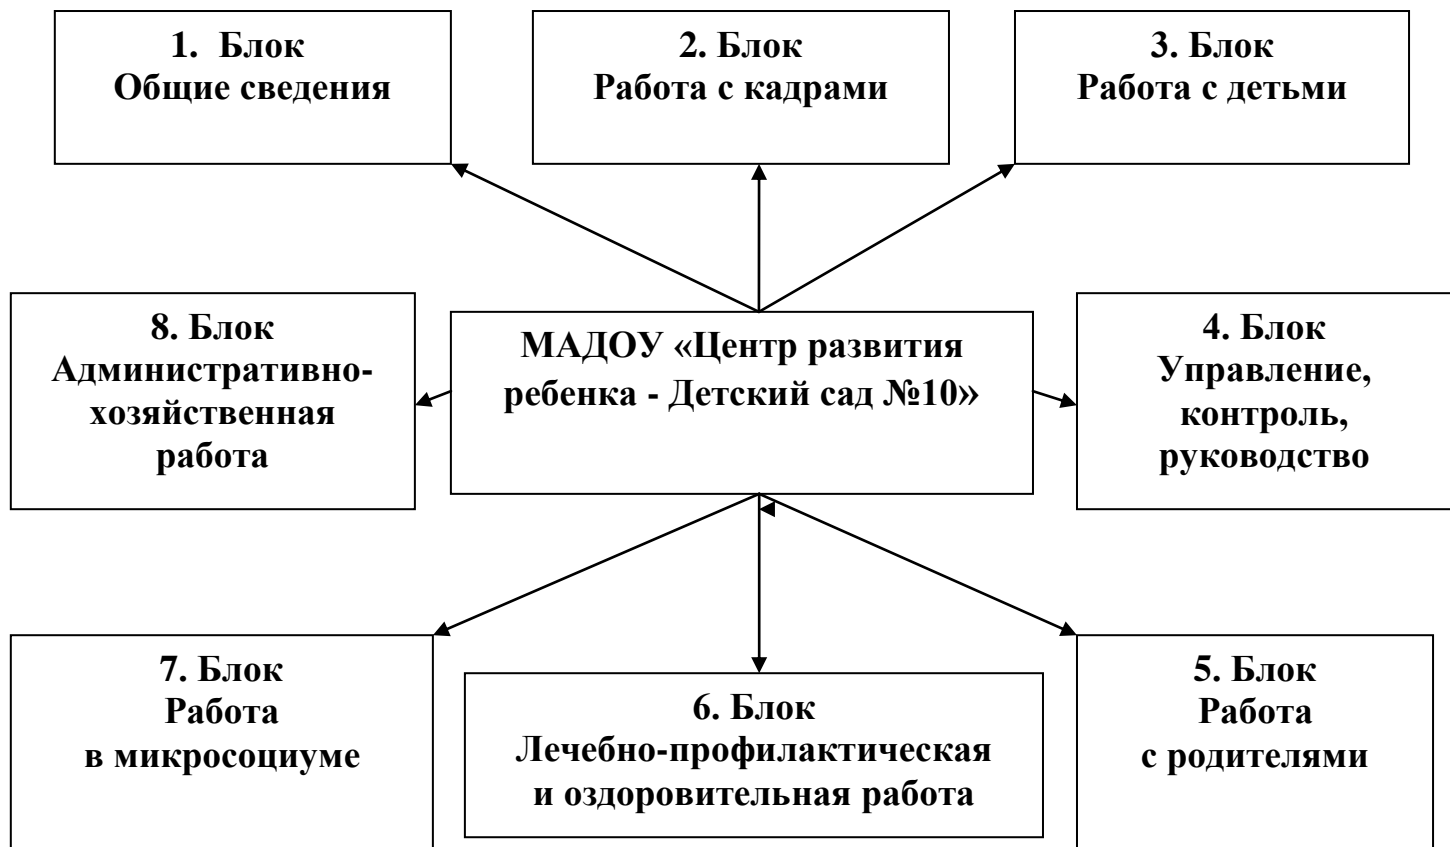 1. Блок
Общие сведения
2. Блок
Работа с кадрами
3. Блок
Работа с детьми
8. Блок
Административно-
хозяйственная
работа
МАДОУ «Центр развития
ребенка - Детский сад №10»
4. Блок
Управление,
контроль,
руководство
7. Блок
Работа
в микросоциуме
6. Блок
Лечебно-профилактическая
и оздоровительная работа
5. Блок
Работа
с родителями